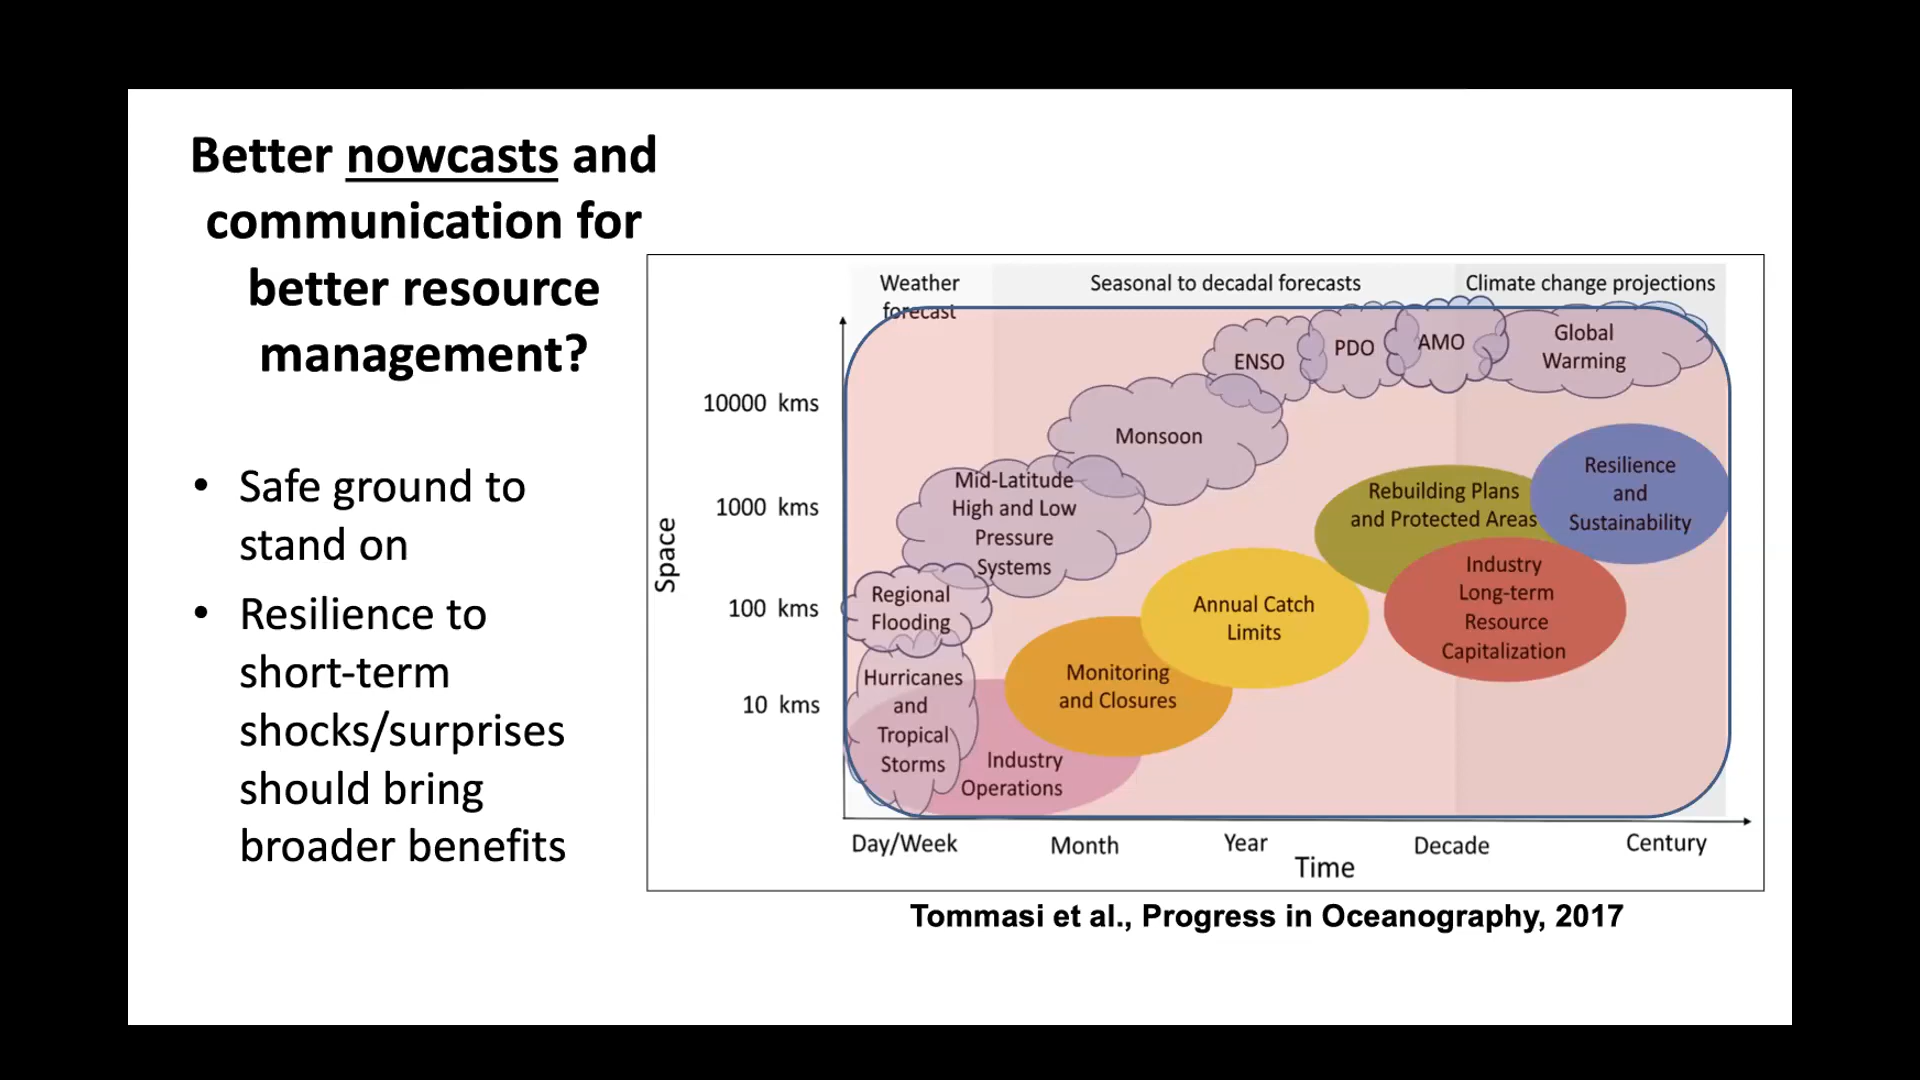 Better nowcasts and
communication for
better resource
management?
• Safe ground to
stand on
• Resilience to
short-term
shocks/surprises
should bring
broader benefits
Weather
forecast
Seasonal to decadal forecasts
Climate change projections
Space
10000 kms
1000 kms
100 kms
10 kms
ENSO
PDO
AMO
Global
Warming
Monsoon
Mid-Latitude
High and Low
Pressure
Systems
Regional
Flooding
Hurricanes
and
Tropical
Storms
Industry
Operations
Monitoring
and Closures
Annual Catch
Limits
Rebuilding Plans
and Protected Areas
Resilience
and
Sustainability
Industry
Long-term
Resource
Capitalization
Day/Week
Month
Year
Decade
Century
Time
Tommasi et al., Progress in Oceanography, 2017